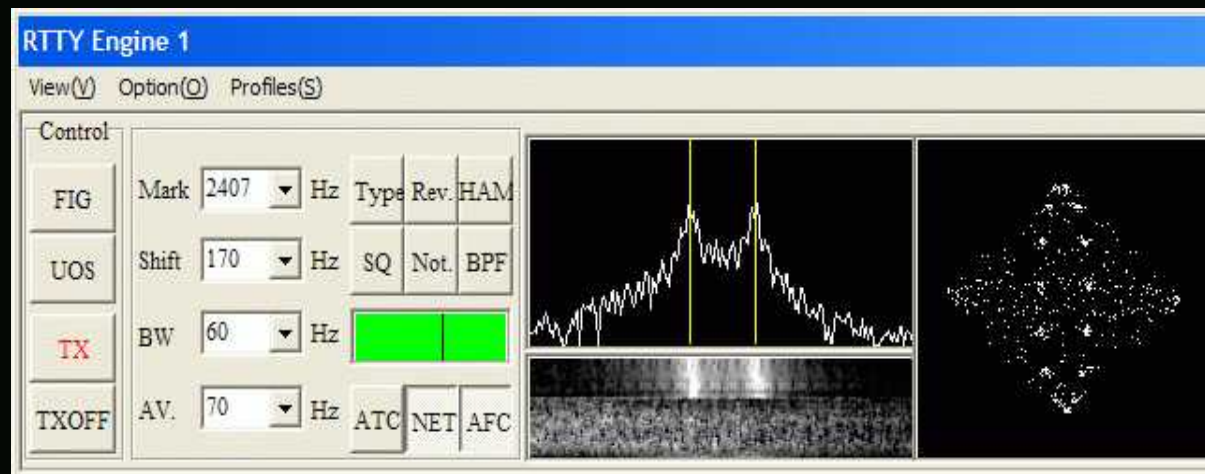 RTTY Engine 1
View(V) Option(O) Profiles(S)
Control
FIG
UOS
TX
TXOFF
Mark 2407 Hz
Shift 170 Hz
BW 60 Hz
AV. 70 Hz
Type Rev. HAM
SQ Not. BPF
ATC NET AFC